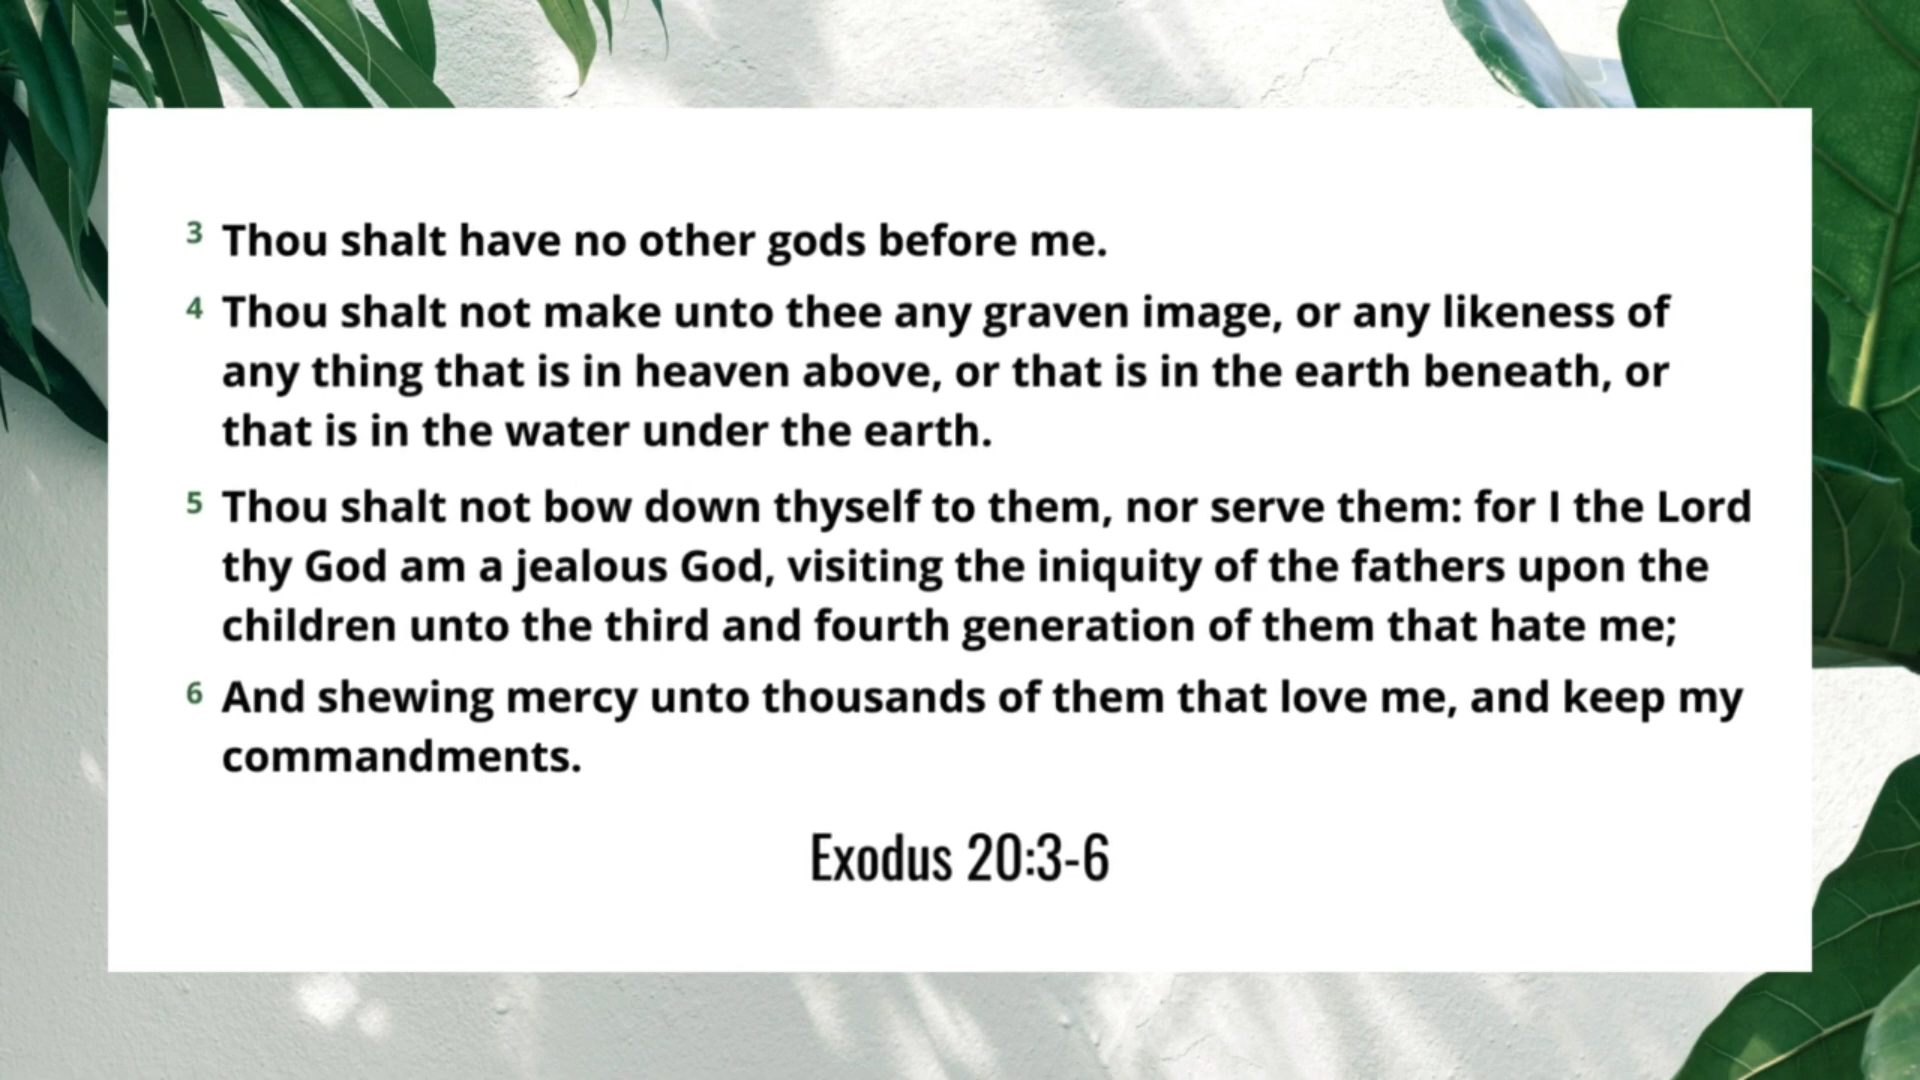 3 Thou shalt have no other gods before me.
4 Thou shalt not make unto thee any graven image, or any likeness of
any thing that is in heaven above, or that is in the earth beneath, or
that is in the water under the earth.
5 Thou shalt not bow down thyself to them, nor serve them: for I the Lord
thy God am a jealous God, visiting the iniquity of the fathers upon the
children unto the third and fourth generation of them that hate me;
6 And shewing mercy unto thousands of them that love me, and keep my
commandments.
Exodus 20:3-6